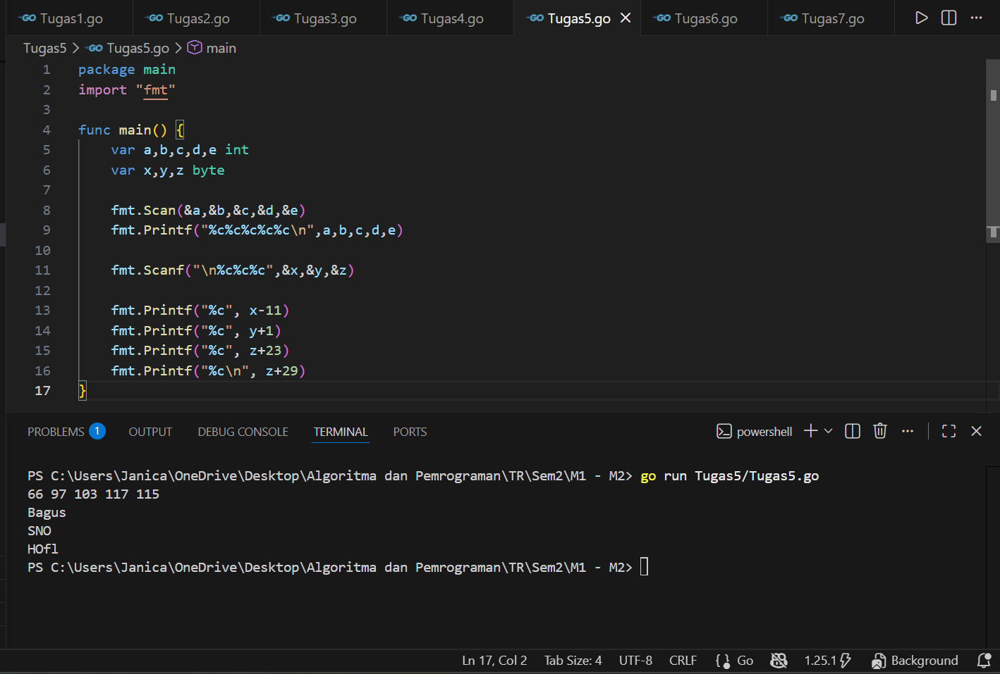 Tugas1.go Tugas2.go Tugas3.go Tugas4.go Tugas5.go Tugas6.go Tugas7.go
Tugas5 > Tugas5.go > main
1 package main
2 import "fmt"
3
4 func main() {
5 var a,b,c,d,e int
6 var x,y,z byte
7
8 fmt.Scan(&a,&b,&c,&d,&e)
9 fmt.Printf("%c%c%c%c%c\n",a,b,c,d,e)
10
11 fmt.Scanf("\n%c%c%c",&x,&y,&z)
12
13 fmt.Printf("%c", x-11)
14 fmt.Printf("%c", y+1)
15 fmt.Printf("%c", z+23)
16 fmt.Printf("%c\n", z+29)
17 }
PROBLEMS 1 OUTPUT DEBUG CONSOLE TERMINAL PORTS powershell
PS C:\Users\Janica\OneDrive\Desktop\Algoritma dan Pemrograman\TR\Sem2\M1 - M2> go run Tugas5/Tugas5.go
66 97 103 117 115
Bagus
SNO
HOfl
PS C:\Users\Janica\OneDrive\Desktop\Algoritma dan Pemrograman\TR\Sem2\M1 - M2>
Ln 17, Col 2 Tab Size: 4 UTF-8 CRLF Go 1.25.1 Background